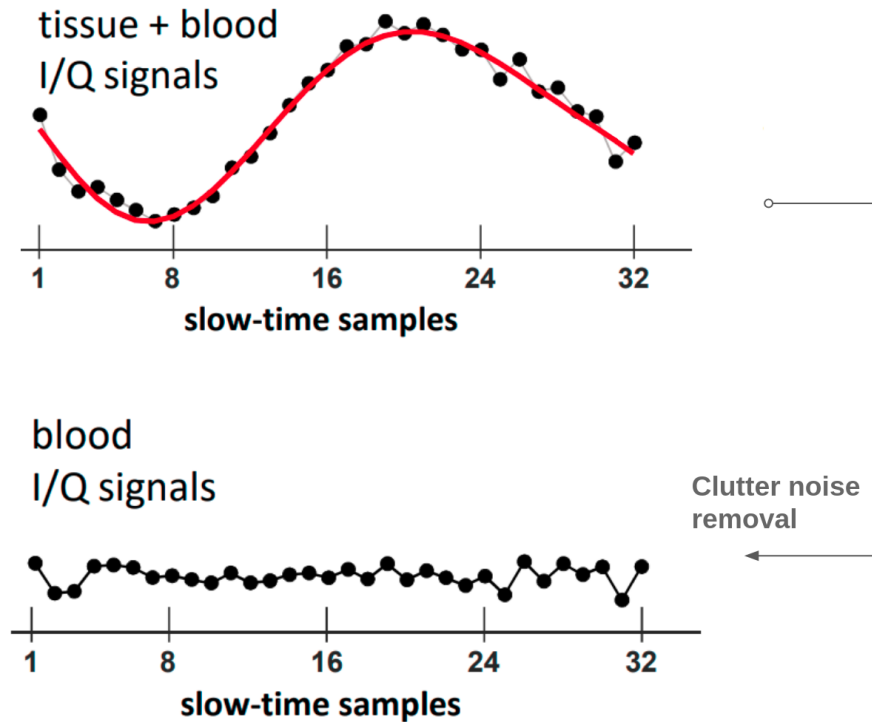 tissue + blood
I/Q signals
1 8 16 24 32
slow-time samples
blood
I/Q signals
Clutter noise
removal
1 8 16 24 32
slow-time samples